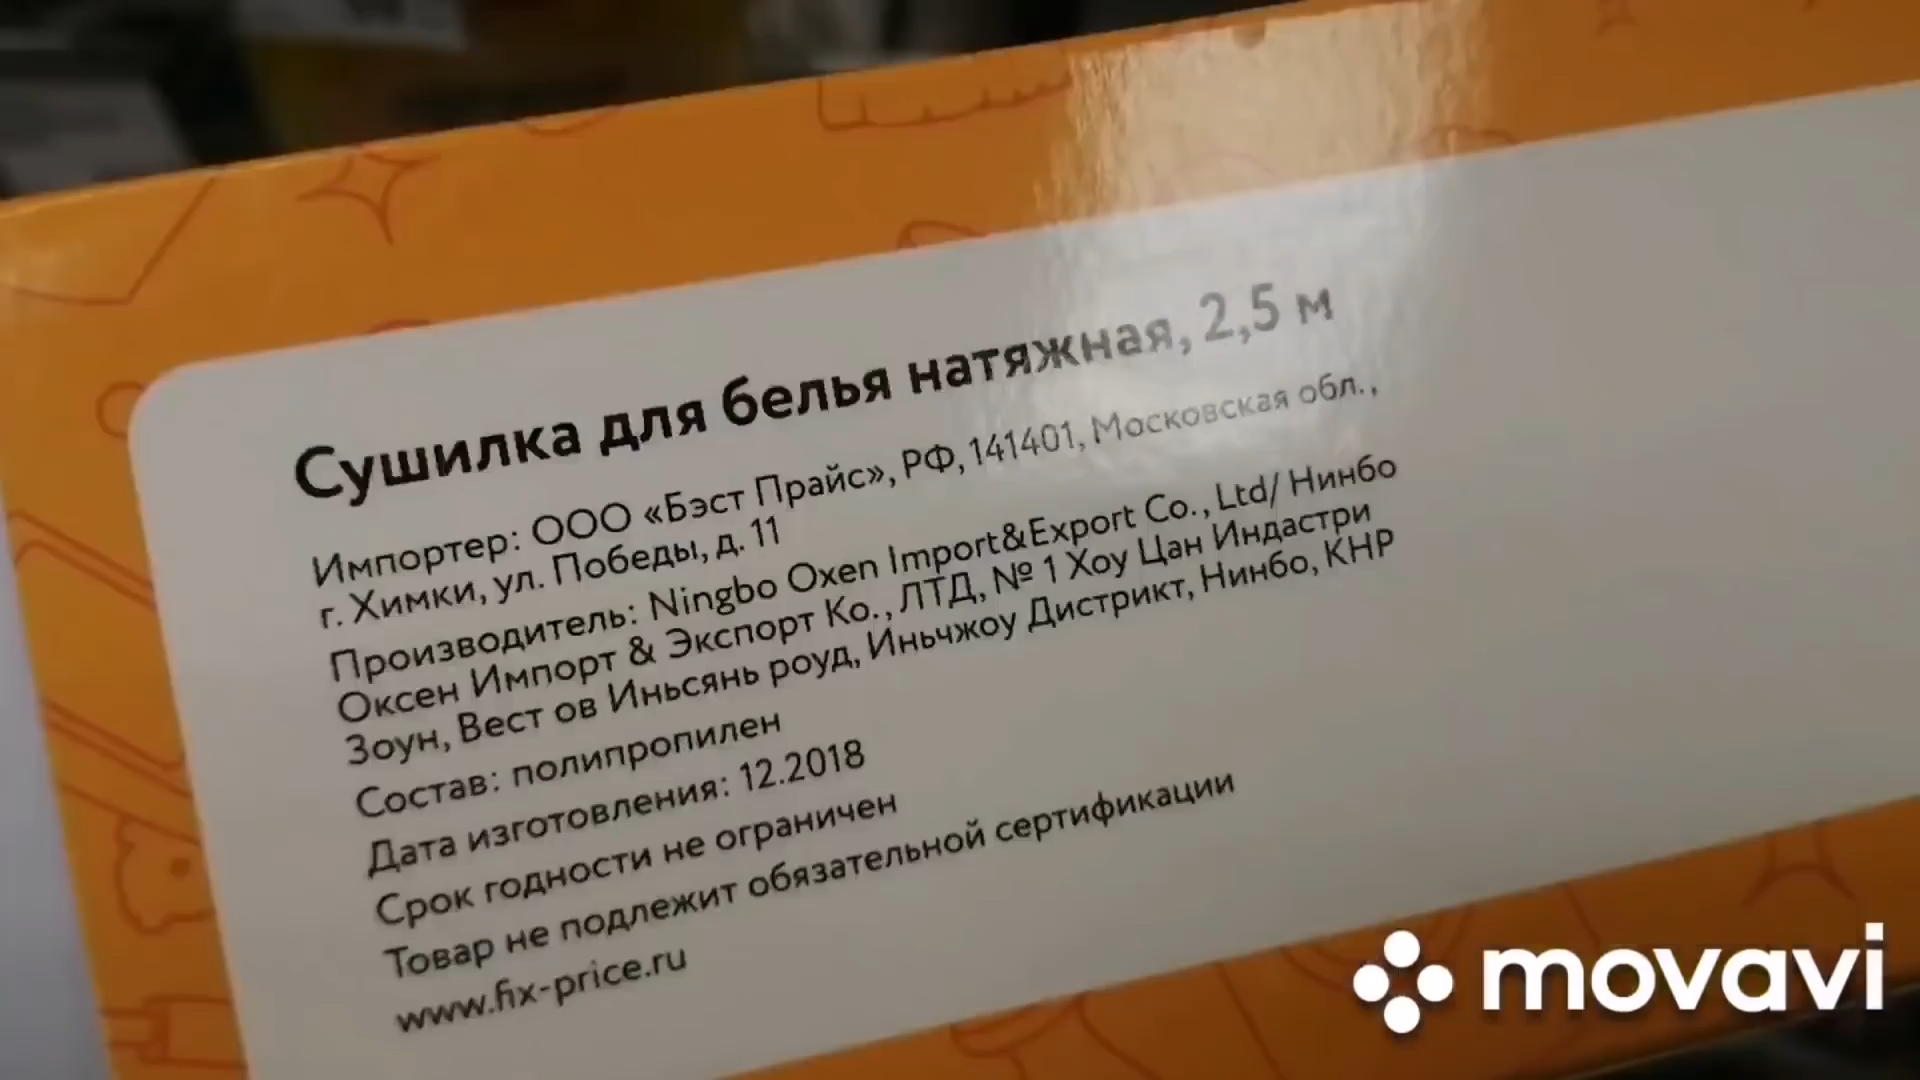 Сушилка для белья натяжная, 2,5 м
Импортер: ООО «Бэст Прайс», РФ, 141401, Московская обл.,
г. Химки, ул. Победы, д. 11
Производитель: Ningbo Oxen Import&Export Co., Ltd/ Нинбо
Оксен Импорт & Экспорт Ко., ЛТД, № 1 Хоу Цан Индастри
Зоун, Вест ов Иньсянь роуд, Иньчжоу Дистрикт, Нинбо, КНР
Состав: полипропилен
Дата изготовления: 12.2018
Срок годности не ограничен
Товар не подлежит обязательной сертификации
www.fix-price.ru
movavi